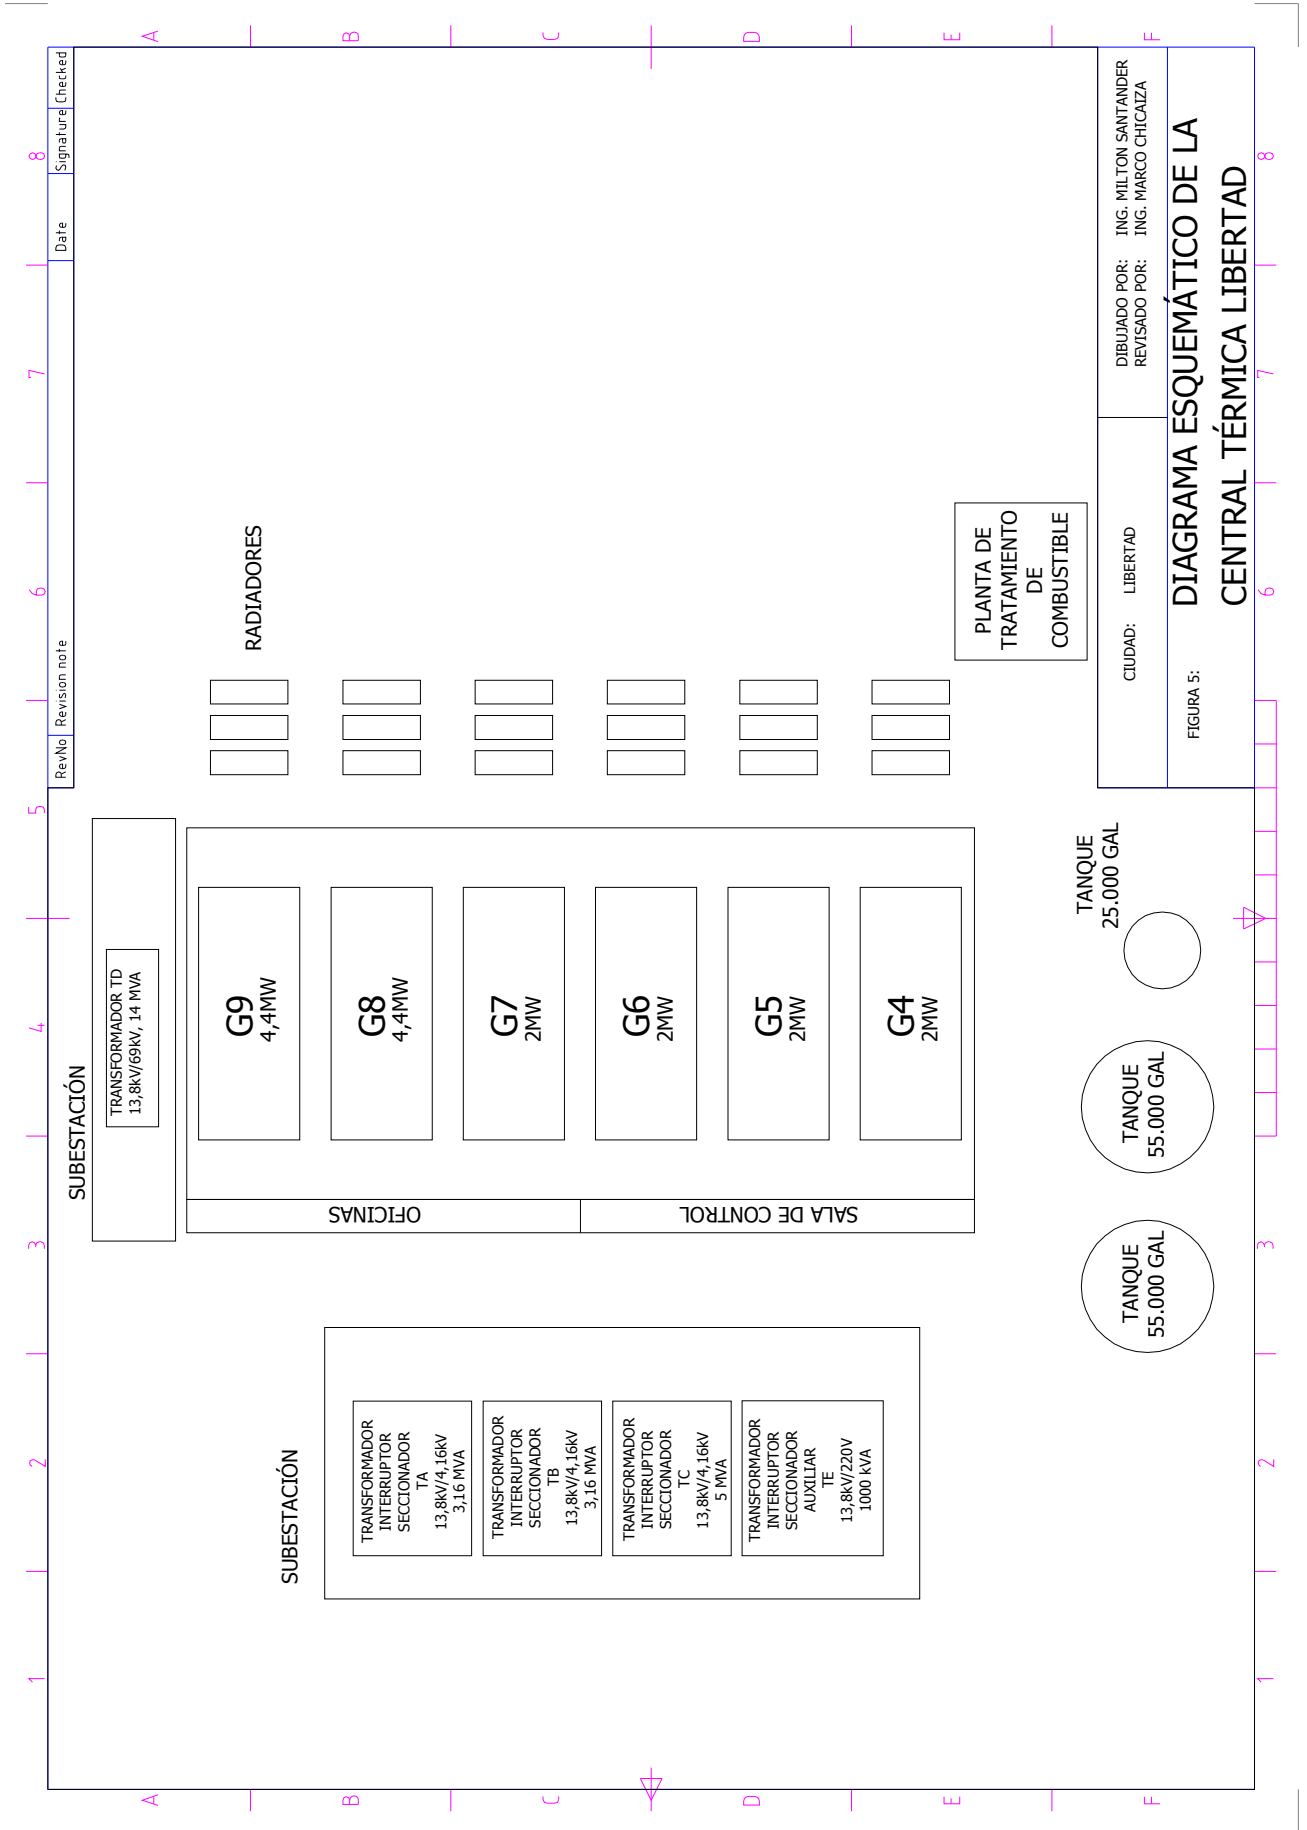 RevNo
Revision note
Date
Signature
Checked
1
2
3
4
5
6
7
8
A
B
C
D
E
F
SUBESTACIÓN
TRANSFORMADOR TD
13,8kV/69kV, 14 MVA
SUBESTACIÓN
TRANSFORMADOR
INTERRUPTOR
SECCIONADOR
TA
13,8kV/4,16kV
3,16 MVA
TRANSFORMADOR
INTERRUPTOR
SECCIONADOR
TB
13,8kV/4,16kV
3,16 MVA
TRANSFORMADOR
INTERRUPTOR
SECCIONADOR
TC
13,8kV/4,16kV
5 MVA
TRANSFORMADOR
INTERRUPTOR
SECCIONADOR
AUXILIAR
TE
13,8kV/220V
1000 kVA
OFICINAS
SALA DE CONTROL
G9
4,4MW
G8
4,4MW
G7
2MW
G6
2MW
G5
2MW
G4
2MW
RADIADORES
PLANTA DE
TRATAMIENTO
DE
COMBUSTIBLE
TANQUE
55.000 GAL
TANQUE
55.000 GAL
TANQUE
25.000 GAL
CIUDAD: LIBERTAD
DIBUJADO POR: ING. MILTON SANTANDER
REVISADO POR: ING. MARCO CHICAIZA
FIGURA 5:
DIAGRAMA ESQUEMÁTICO DE LA
CENTRAL TÉRMICA LIBERTAD
A
B
C
D
E
F
1
2
3
6
7
8